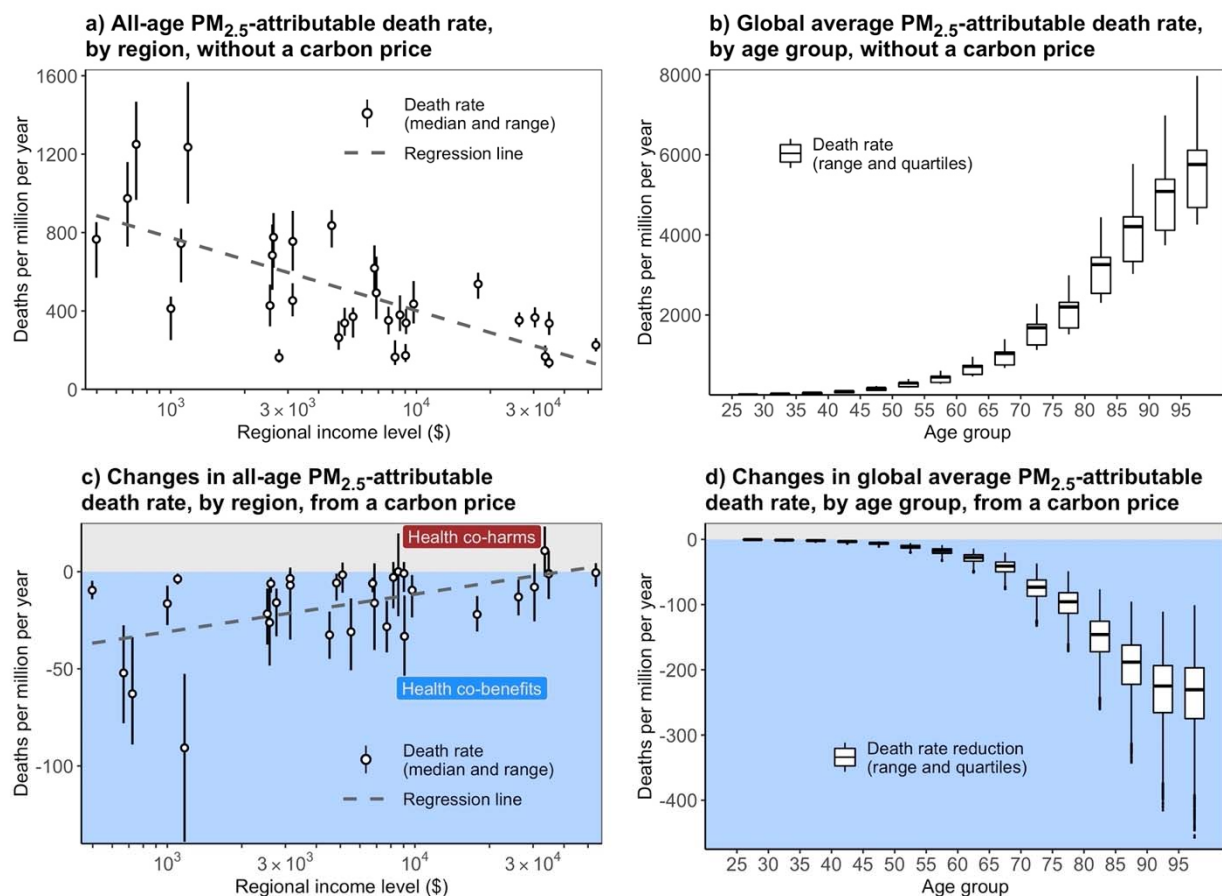 a) All-age PM2.5-attributable death rate,
by region, without a carbon price
1600
1200
800
400
0
Deaths per million per year
Death rate
(median and range)
Regression line
10³
3 × 10³
10⁴
3 × 10⁴
Regional income level ($)
b) Global average PM2.5-attributable death rate,
by age group, without a carbon price
8000
6000
4000
2000
Deaths per million per year
Death rate
(range and quartiles)
25 30 35 40 45 50 55 60 65 70 75 80 85 90 95
Age group
c) Changes in all-age PM2.5-attributable
death rate, by region, from a carbon price
0
-50
-100
Deaths per million per year
Health co-harms
Health co-benefits
Death rate
(median and range)
Regression line
10³
3 × 10³
10⁴
3 × 10⁴
Regional income level ($)
d) Changes in global average PM2.5-attributable
death rate, by age group, from a carbon price
0
-100
-200
-300
-400
Deaths per million per year
Death rate reduction
(range and quartiles)
25 30 35 40 45 50 55 60 65 70 75 80 85 90 95
Age group